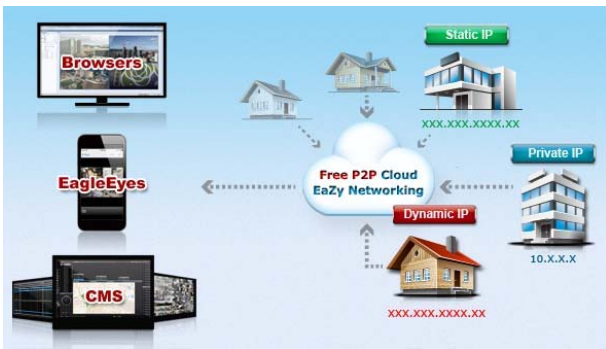 Browsers
Static IP
xxx.xxx.xxxx.xx
Private IP
Free P2P Cloud
EaZy Networking
EagleEyes
Dynamic IP
10.x.x.x
CMS
xxx.xxx.xxxx.xx